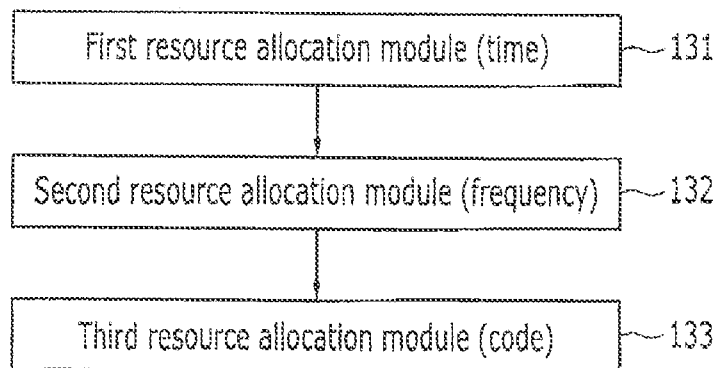 First resource allocation module (time) 131
Second resource allocation module (frequency) 132
Third resource allocation module (code) 133